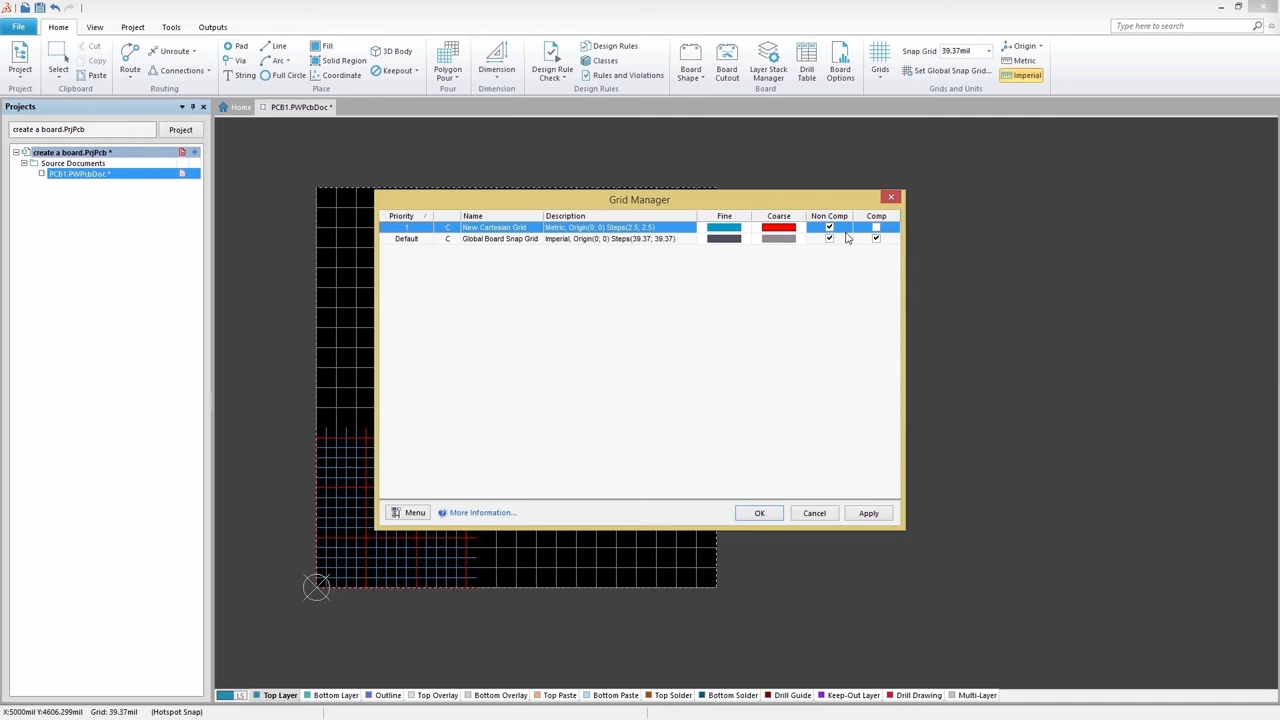 File
Home
View
Project
Tools
Outputs
Type here to search
Project
Project
Select
Cut
Copy
Paste
Clipboard
Route
Unroute
Connections
Routing
Pad
Via
String
Line
Arc
Full Circle
Fill
Solid Region
Coordinate
3D Body
Keepout
Place
Polygon
Pour
Pour
Dimension
Dimension
Design Rule
Check
Design Rules
Classes
Rules and Violations
Design Rules
Board
Shape
Board
Cutout
Layer Stack
Manager
Drill
Table
Board
Options
Board
Grids
Snap Grid 39.37mil
Set Global Snap Grid...
Origin
Metric
Imperial
Grids and Units
Projects
Home
PCB1.PWPcbDoc *
create a board.PrjPcb
Project
create a board.PrjPcb *
Source Documents
PCB1.PWPcbDoc *
Grid Manager
Priority / Name Description Fine Coarse Non Comp Comp
1 C New Cartesian Grid Metric, Origin(0; 0) Steps(2.5; 2.5)
Default C Global Board Snap Grid Imperial, Origin(0; 0) Steps(39.37; 39.37)
Menu
More Information...
OK
Cancel
Apply
LS Top Layer Bottom Layer Outline Top Overlay Bottom Overlay Top Paste Bottom Paste Top Solder Bottom Solder Drill Guide Keep-Out Layer Drill Drawing Multi-Layer
X:5000mil Y:4606.299mil Grid: 39.37mil (Hotspot Snap)